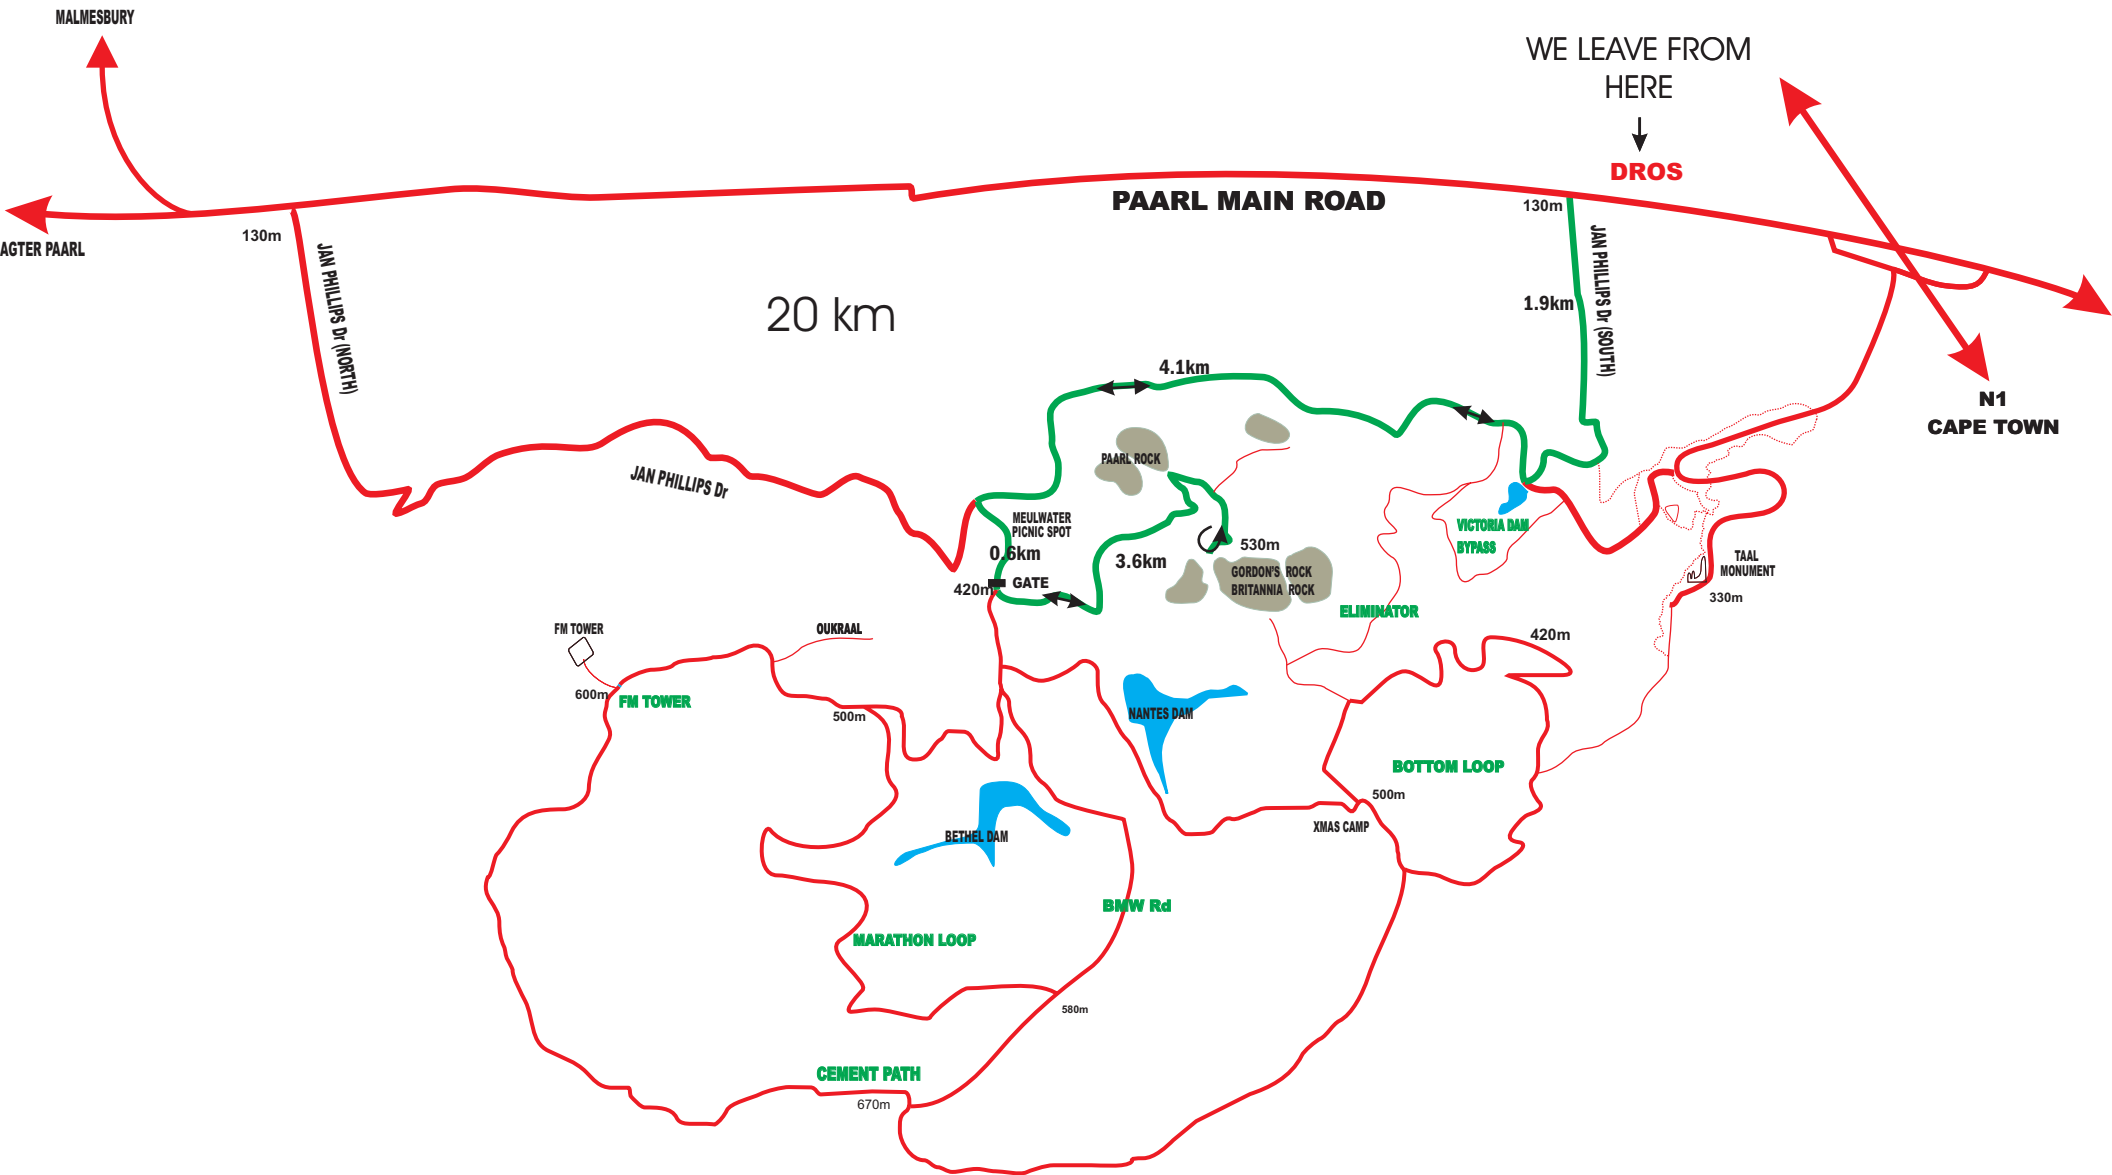 MALMESBURY
WE LEAVE FROM
HERE
DROS
PAARL MAIN ROAD
130m
AGTER PAARL
130m
JAN PHILLIPS Dr (NORTH)
JAN PHILLIPS Dr (SOUTH)
1.9km
20 km
4.1km
N1
CAPE TOWN
PAARL ROCK
JAN PHILLIPS Dr
MEULWATER
PICNIC SPOT
0.6km
3.6km
530m
VICTORIA DAM
BYPASS
TAAL
MONUMENT
330m
GATE
420m
GORDON'S ROCK
BRITANNIA ROCK
ELIMINATOR
FM TOWER
OUKRAAL
420m
600m
FM TOWER
500m
NANTES DAM
BOTTOM LOOP
500m
XMAS CAMP
BETHEL DAM
BMW Rd
MARATHON LOOP
580m
CEMENT PATH
670m